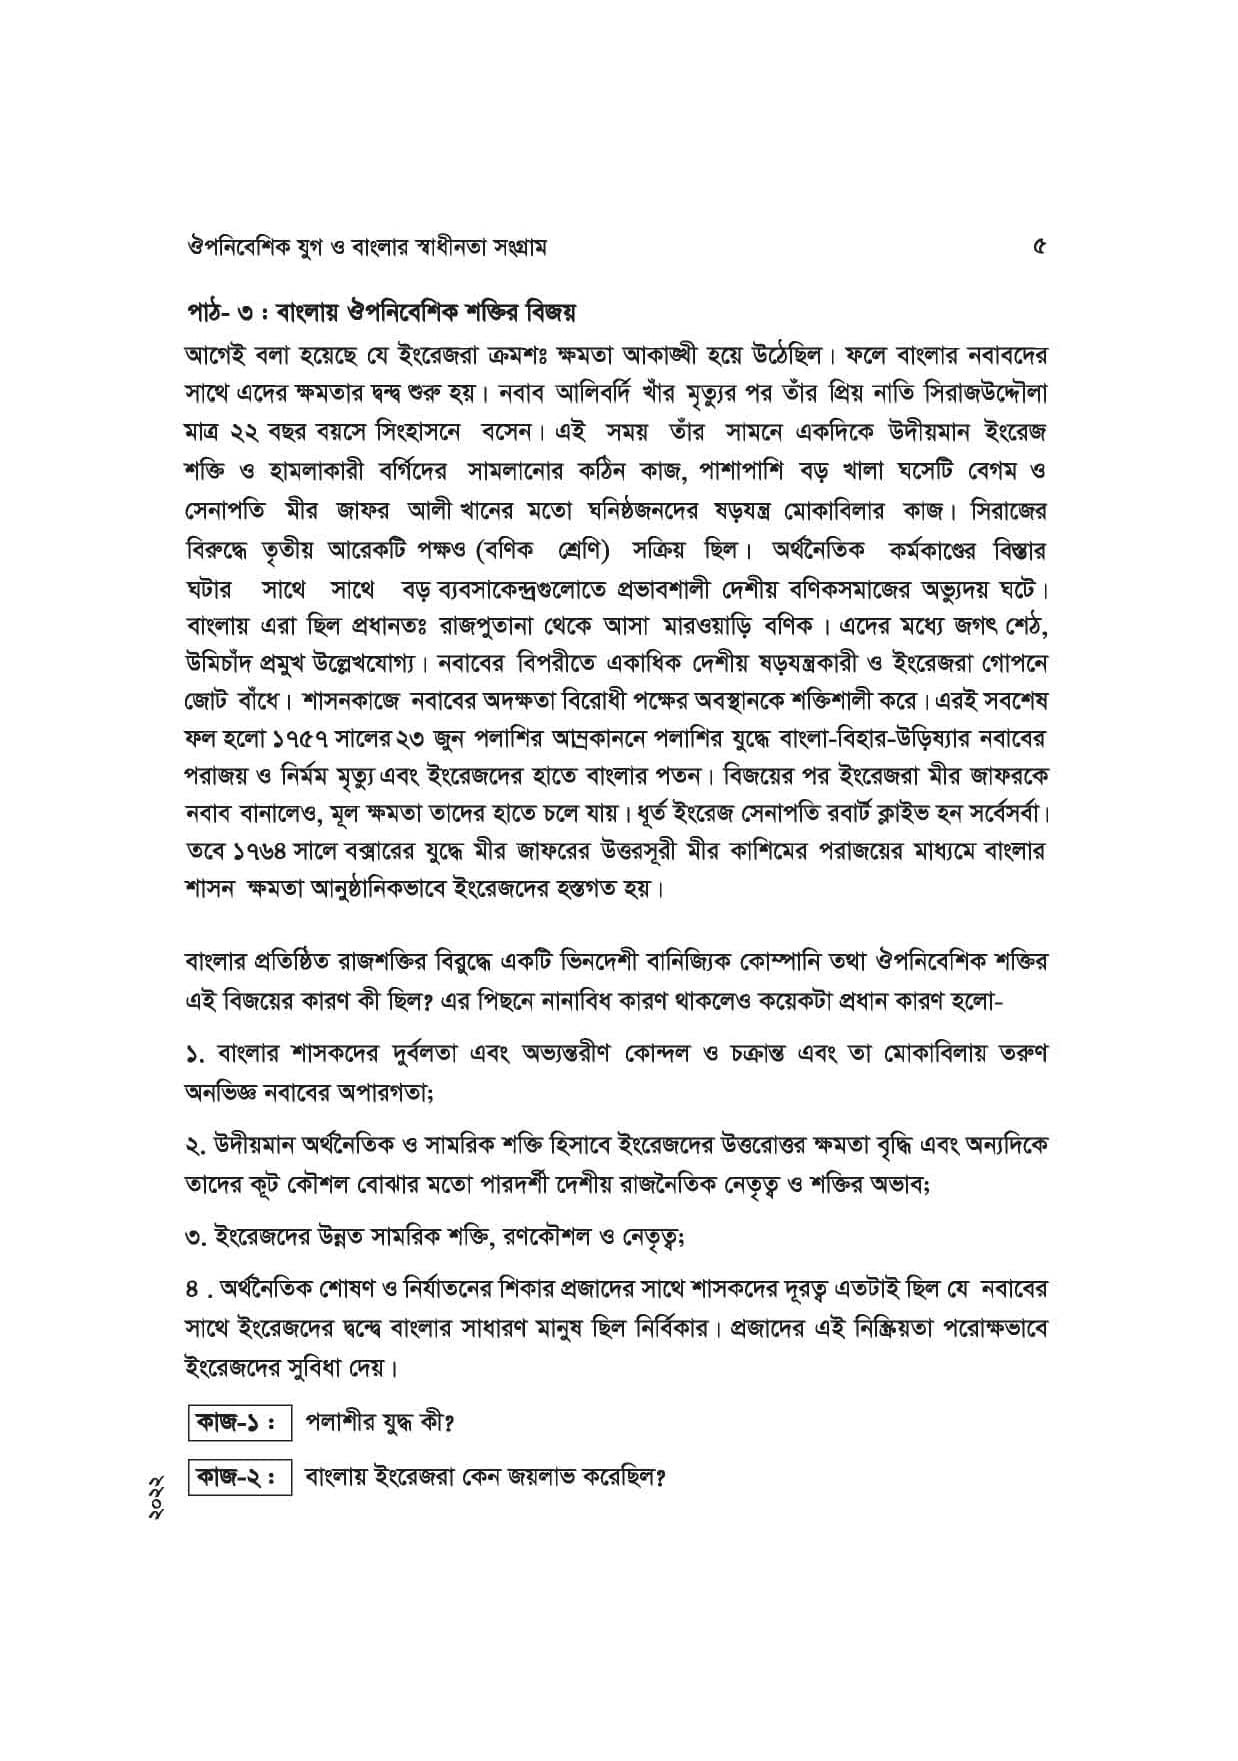 ঔপনিবেশিক যুগ ও বাংলার স্বাধীনতা সংগ্রাম ৫
পাঠ- ৩ : বাংলায় ঔপনিবেশিক শক্তির বিজয়
আগেই বলা হয়েছে যে ইংরেজরা ক্রমশঃ ক্ষমতা আকাঙ্খী হয়ে উঠেছিল। ফলে বাংলার নবাবদের
সাথে এদের ক্ষমতার দ্বন্দ্ব শুরু হয়। নবাব আলিবর্দি খাঁর মৃত্যুর পর তাঁর প্রিয় নাতি সিরাজউদ্দৌলা
মাত্র ২২ বছর বয়সে সিংহাসনে বসেন। এই সময় তাঁর সামনে একদিকে উদীয়মান ইংরেজ
শক্তি ও হামলাকারী বর্গিদের সামলানোর কঠিন কাজ, পাশাপাশি বড় খালা ঘসেটি বেগম ও
সেনাপতি মীর জাফর আলী খানের মতো ঘনিষ্ঠজনদের ষড়যন্ত্র মোকাবিলার কাজ। সিরাজের
বিরুদ্ধে তৃতীয় আরেকটি পক্ষও (বণিক শ্রেণি) সক্রিয় ছিল। অর্থনৈতিক কর্মকাণ্ডের বিস্তার
ঘটার সাথে সাথে বড় ব্যবসাকেন্দ্রগুলোতে প্রভাবশালী দেশীয় বণিকসমাজের অভ্যুদয় ঘটে।
বাংলায় এরা ছিল প্রধানতঃ রাজপুতানা থেকে আসা মারওয়াড়ি বণিক । এদের মধ্যে জগৎ শেঠ,
উমিচাঁদ প্রমুখ উল্লেখযোগ্য। নবাবের বিপরীতে একাধিক দেশীয় ষড়যন্ত্রকারী ও ইংরেজরা গোপনে
জোট বাঁধে। শাসনকাজে নবাবের অদক্ষতা বিরোধী পক্ষের অবস্থানকে শক্তিশালী করে। এরই সবশেষ
ফল হলো ১৭৫৭ সালের ২৩ জুন পলাশির আম্রকাননে পলাশির যুদ্ধে বাংলা-বিহার-উড়িষ্যার নবাবের
পরাজয় ও নির্মম মৃত্যু এবং ইংরেজদের হাতে বাংলার পতন। বিজয়ের পর ইংরেজরা মীর জাফরকে
নবাব বানালেও, মূল ক্ষমতা তাদের হাতে চলে যায়। ধূর্ত ইংরেজ সেনাপতি রবার্ট ক্লাইভ হন সর্বেসর্বা।
তবে ১৭৬৪ সালে বক্সারের যুদ্ধে মীর জাফরের উত্তরসূরী মীর কাশিমের পরাজয়ের মাধ্যমে বাংলার
শাসন ক্ষমতা আনুষ্ঠানিকভাবে ইংরেজদের হস্তগত হয়।
বাংলার প্রতিষ্ঠিত রাজশক্তির বিরুদ্ধে একটি ভিনদেশী বানিজ্যিক কোম্পানি তথা ঔপনিবেশিক শক্তির
এই বিজয়ের কারণ কী ছিল? এর পিছনে নানাবিধ কারণ থাকলেও কয়েকটা প্রধান কারণ হলো-
১. বাংলার শাসকদের দুর্বলতা এবং অভ্যন্তরীণ কোন্দল ও চক্রান্ত এবং তা মোকাবিলায় তরুণ
অনভিজ্ঞ নবাবের অপারগতা;
২. উদীয়মান অর্থনৈতিক ও সামরিক শক্তি হিসাবে ইংরেজদের উত্তরোত্তর ক্ষমতা বৃদ্ধি এবং অন্যদিকে
তাদের কূট কৌশল বোঝার মতো পারদর্শী দেশীয় রাজনৈতিক নেতৃত্ব ও শক্তির অভাব;
৩. ইংরেজদের উন্নত সামরিক শক্তি, রণকৌশল ও নেতৃত্ব;
৪ . অর্থনৈতিক শোষণ ও নির্যাতনের শিকার প্রজাদের সাথে শাসকদের দূরত্ব এতটাই ছিল যে নবাবের
সাথে ইংরেজদের দ্বন্দ্বে বাংলার সাধারণ মানুষ ছিল নির্বিকার। প্রজাদের এই নিষ্ক্রিয়তা পরোক্ষভাবে
ইংরেজদের সুবিধা দেয়।
কাজ-১ : পলাশীর যুদ্ধ কী?
কাজ-২ : বাংলায় ইংরেজরা কেন জয়লাভ করেছিল?
২০২২